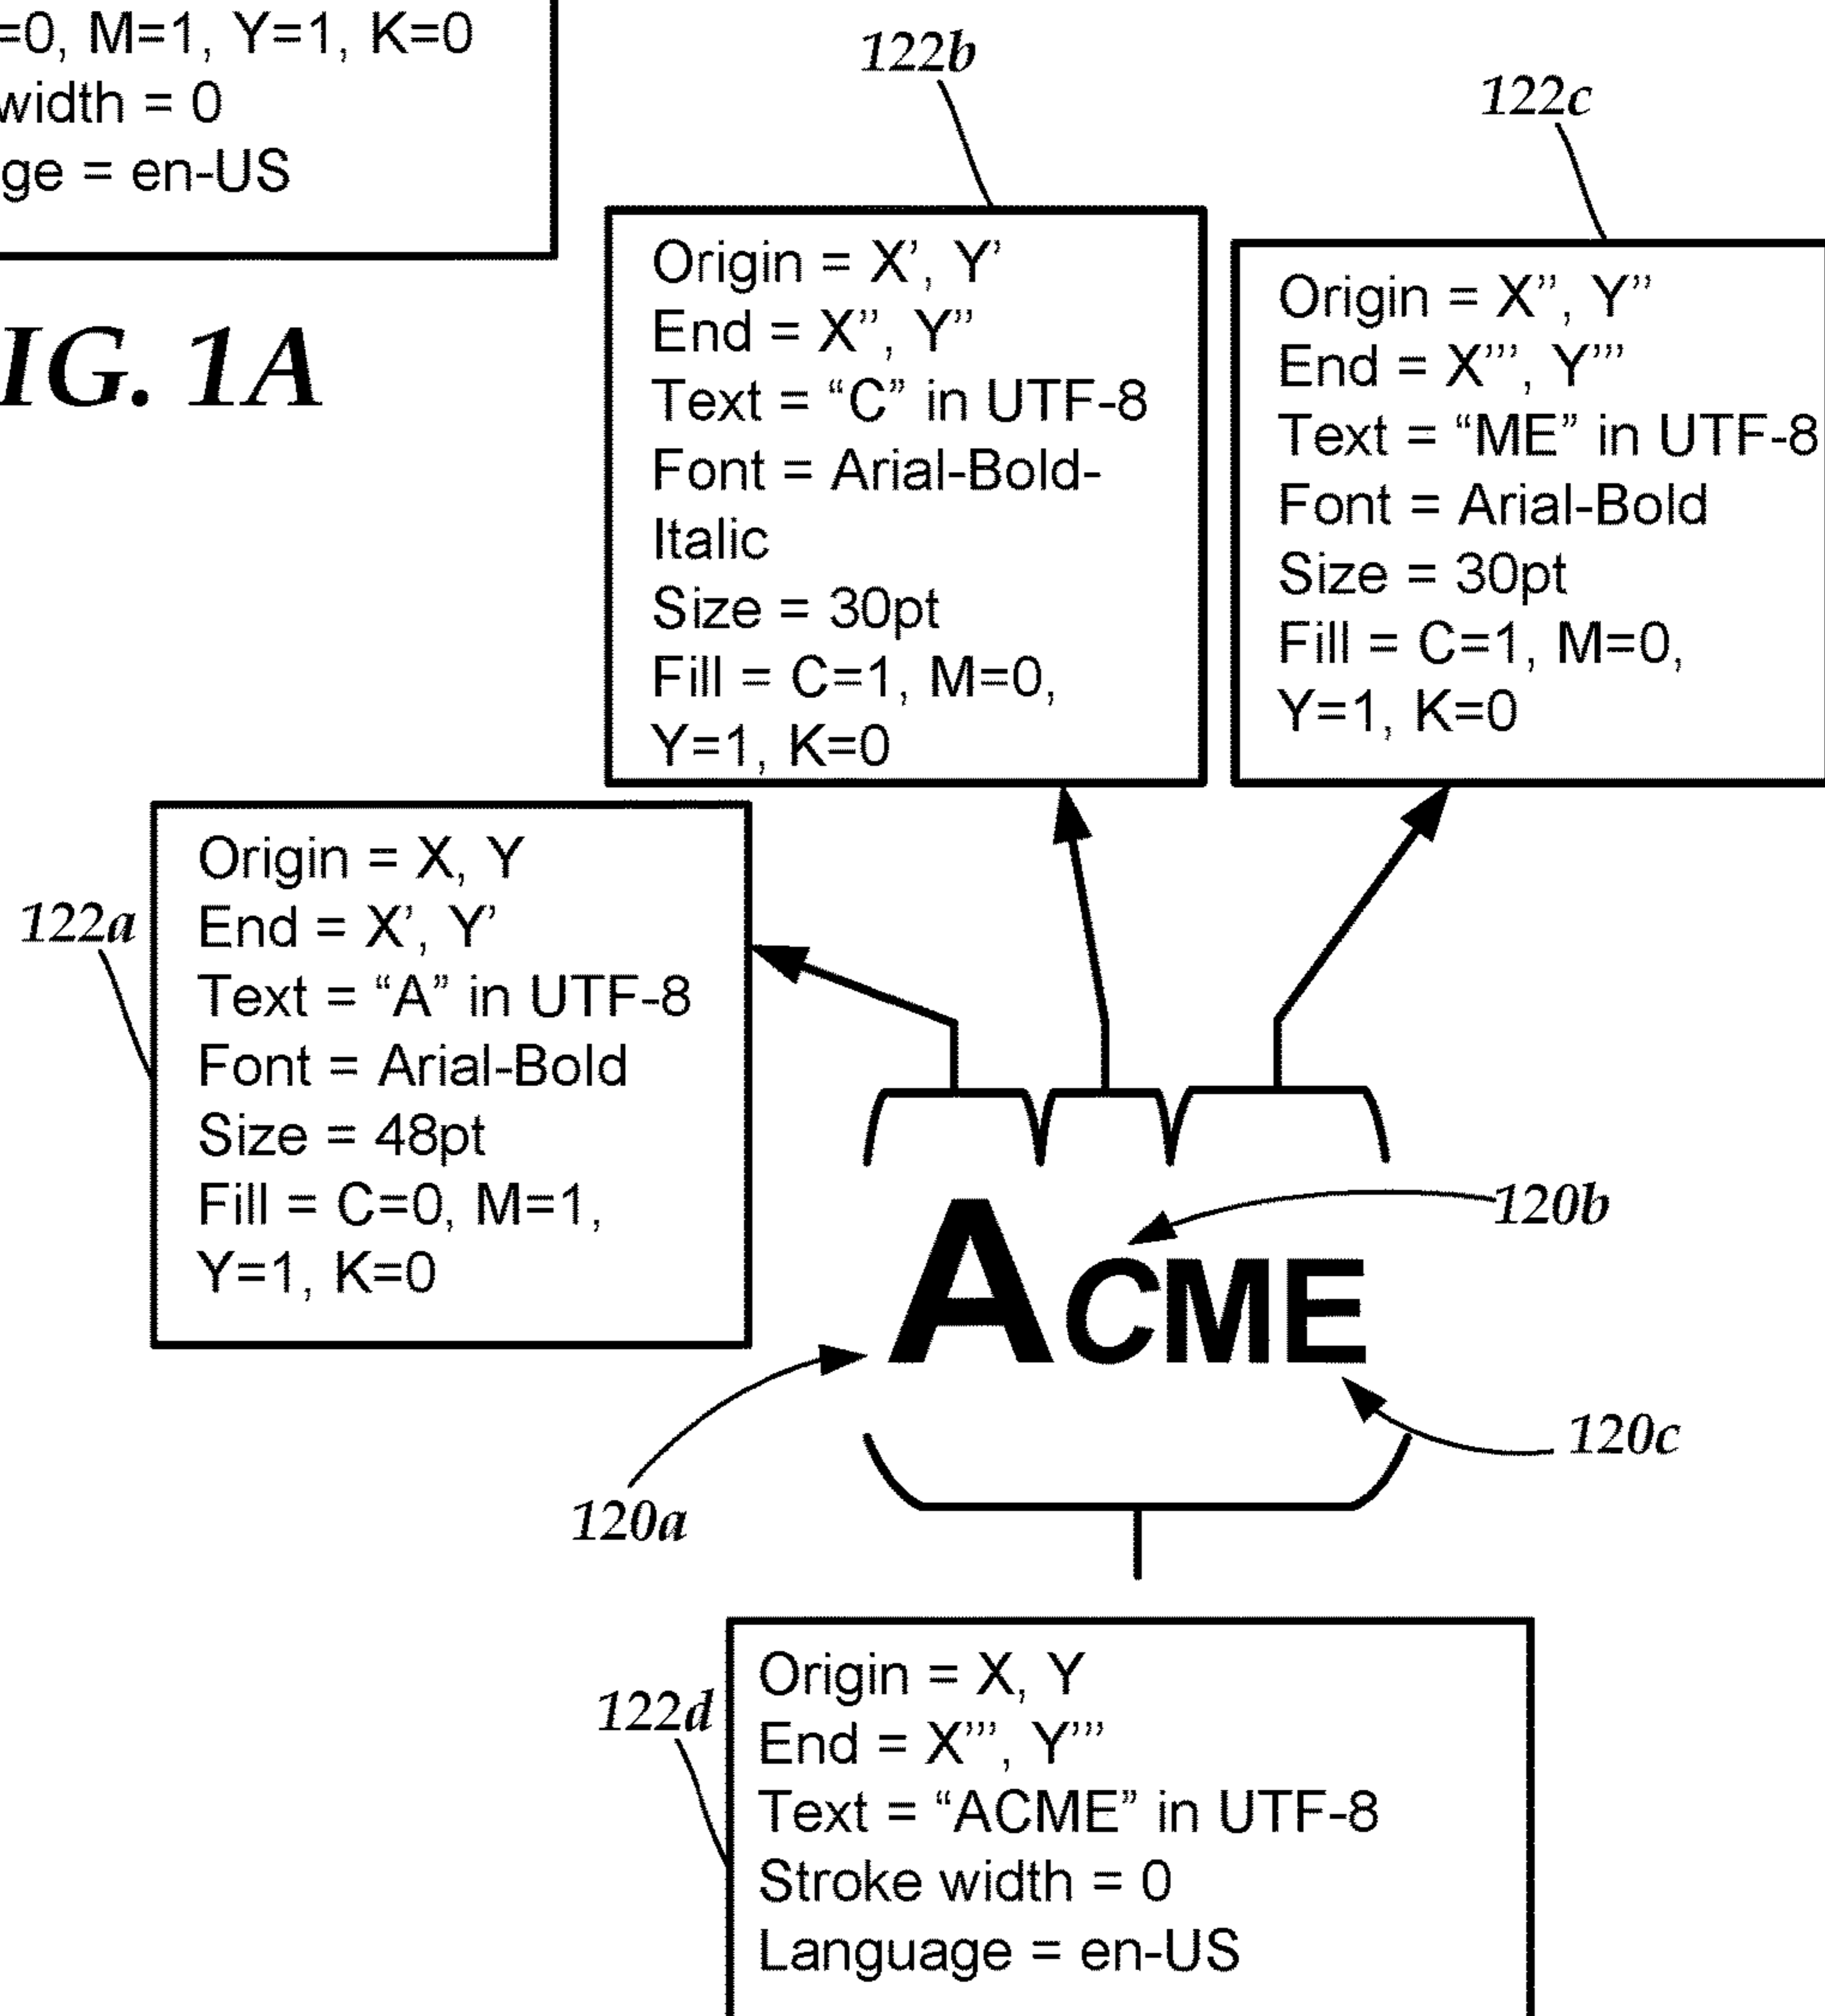 =0, M=1, Y=1, K=0
width = 0
ge = en-US
IG. 1A
122b
122c
Origin = X’, Y’
End = X”, Y”
Text = “C” in UTF-8
Font = Arial-Bold-
Italic
Size = 30pt
Fill = C=1, M=0,
Y=1, K=0
Origin = X”, Y”
End = X”’, Y”’
Text = “ME” in UTF-8
Font = Arial-Bold
Size = 30pt
Fill = C=1, M=0,
Y=1, K=0
122a
Origin = X, Y
End = X’, Y’
Text = “A” in UTF-8
Font = Arial-Bold
Size = 48pt
Fill = C=0, M=1,
Y=1, K=0
120b
ACME
120c
120a
122d
Origin = X, Y
End = X”’, Y”’
Text = “ACME” in UTF-8
Stroke width = 0
Language = en-US